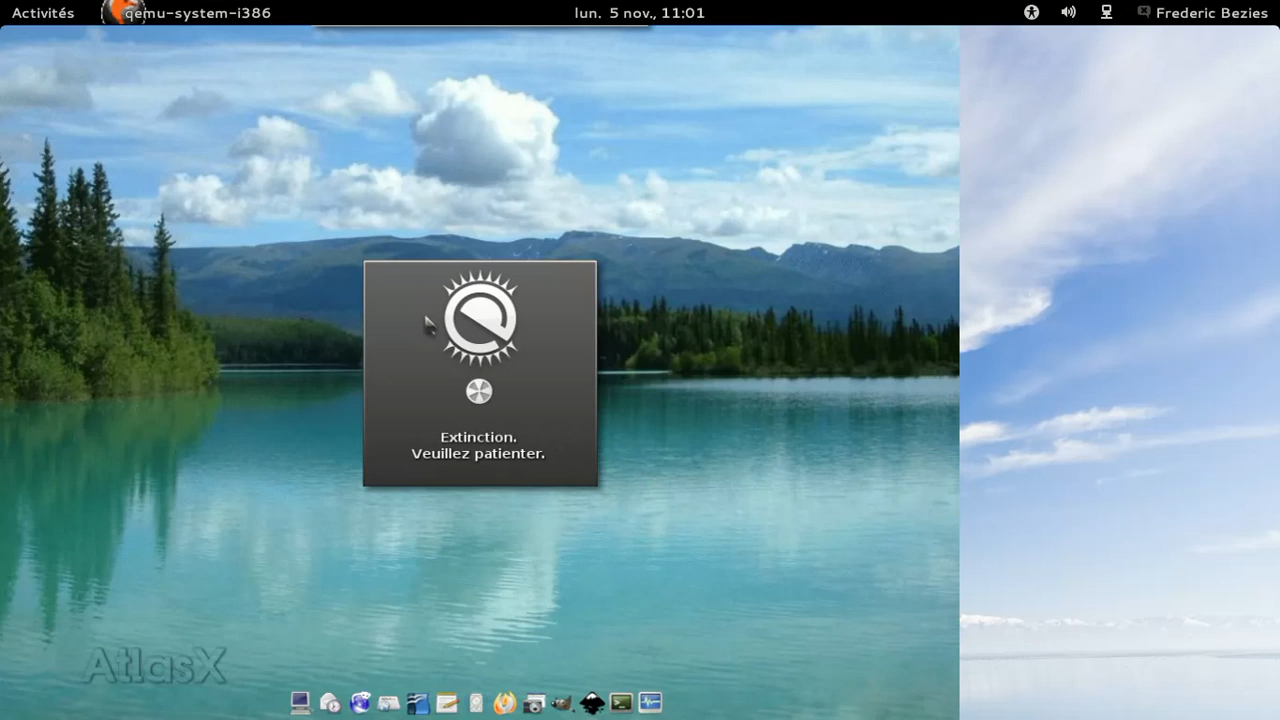 Activités qemu-system-i386 lun. 5 nov., 11:01 Frederic Bezies
Extinction.
Veuillez patienter.
AtlasX